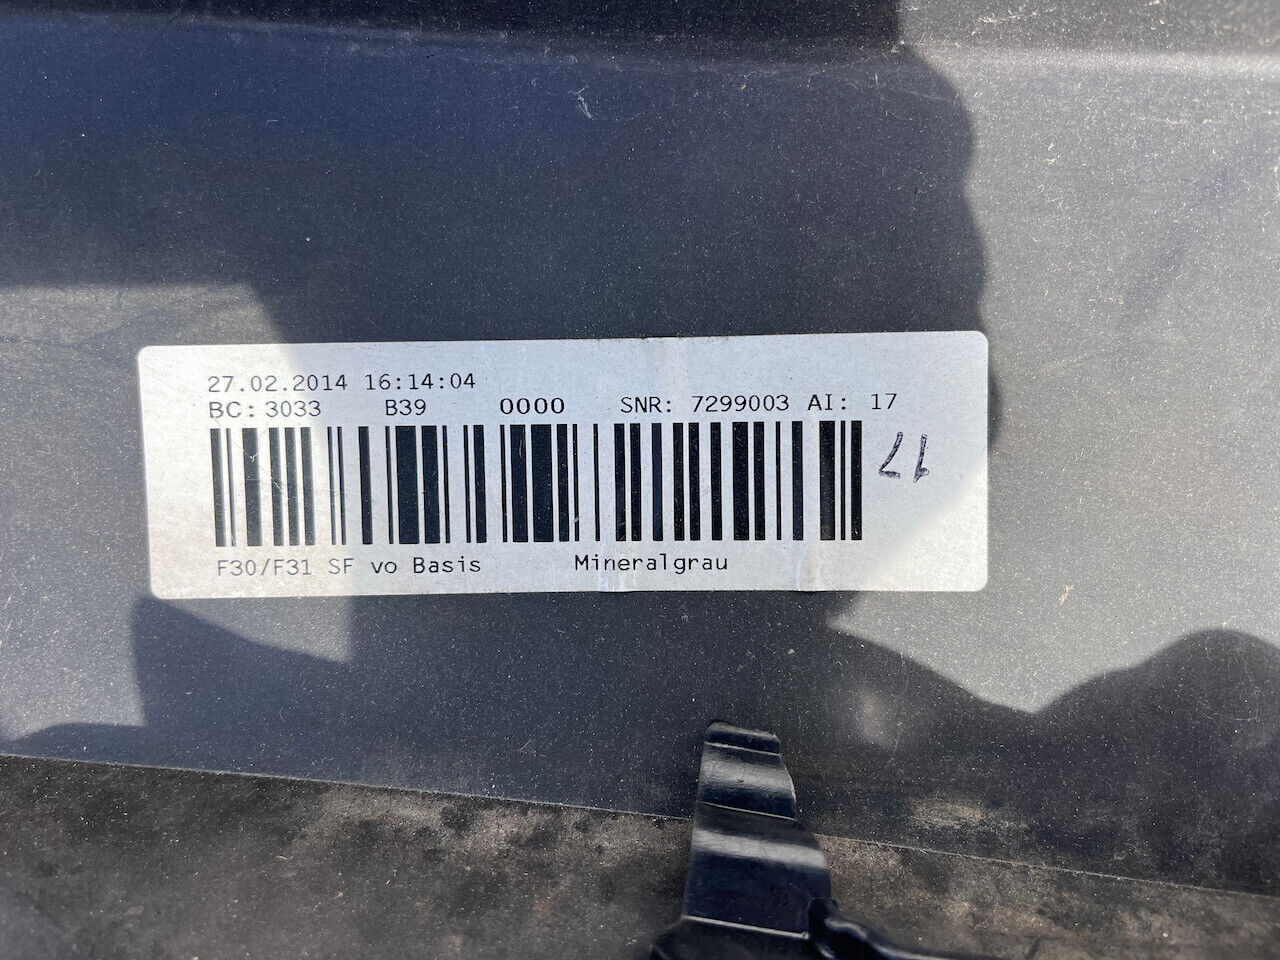 27.02.2014 16:14:04
BC: 3033 B39 0000 SNR: 7299003 AI: 17
17
F30/F31 SF vo Basis Mineralgrau